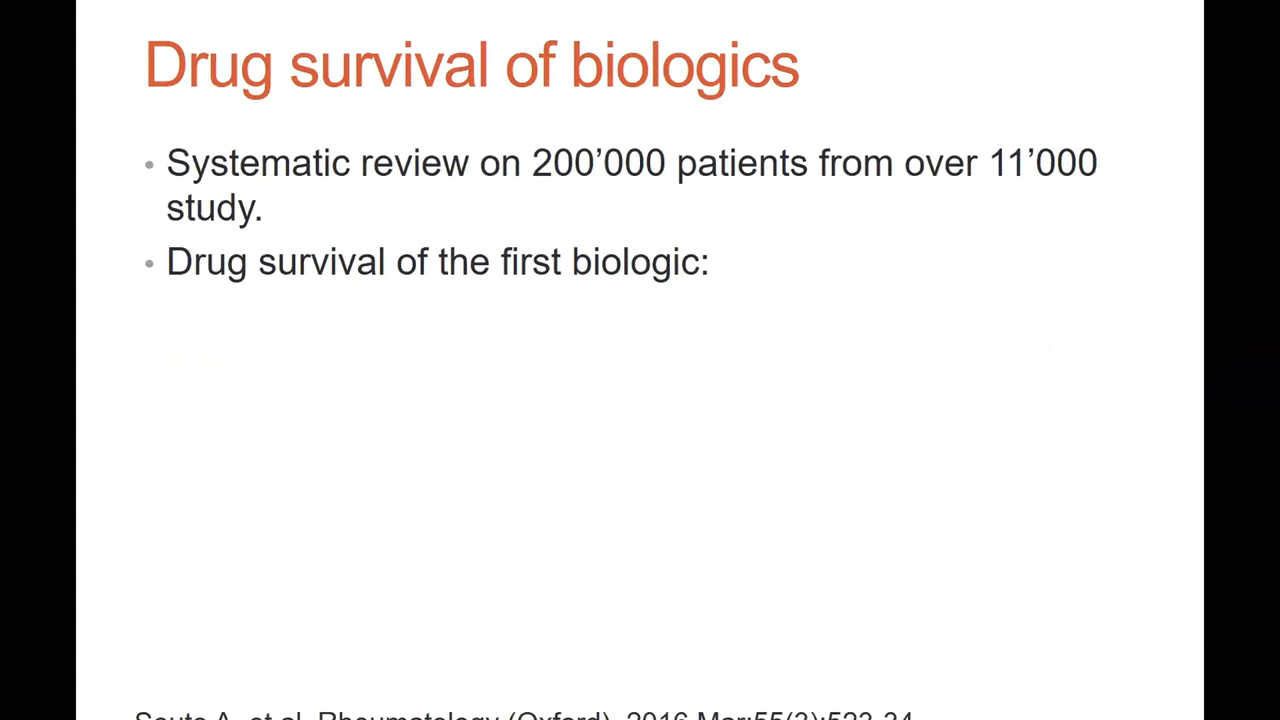 Drug survival of biologics
• Systematic review on 200’000 patients from over 11’000
study.
• Drug survival of the first biologic:
Souto A, et al. Rheumatology (Oxford). 2016 Mar;55(3):523-34